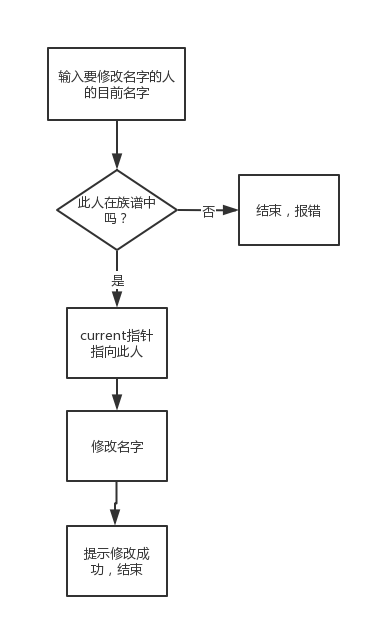 输入要修改名字的人
的目前名字
此人在族谱中
吗？
否
结束，报错
是
current指针
指向此人
修改名字
提示修改成
功，结束